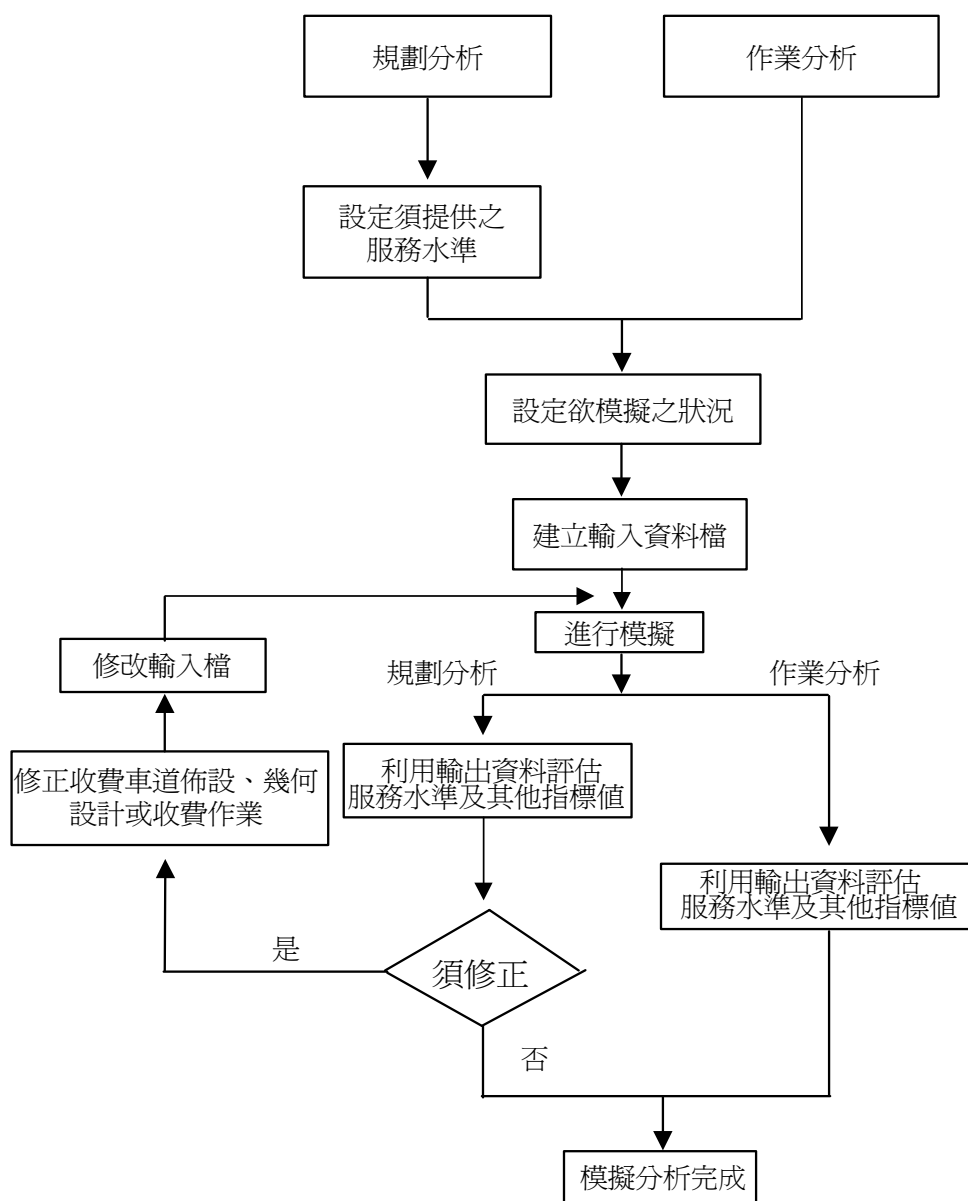 規劃分析
作業分析
設定須提供之
服務水準
設定欲模擬之狀況
建立輸入資料檔
進行模擬
修改輸入檔
規劃分析
作業分析
修正收費車道佈設、幾何
設計或收費作業
利用輸出資料評估
服務水準及其他指標值
利用輸出資料評估
服務水準及其他指標值
是
須修正
否
模擬分析完成